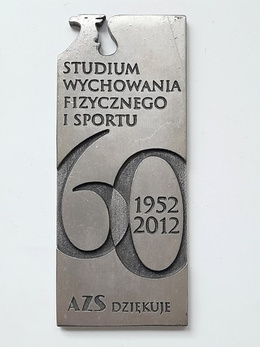 STUDIUM
WYCHOWANIA
FIZYCZNEGO
I SPORTU
60
1952
2012
AZS DZIĘKUJE